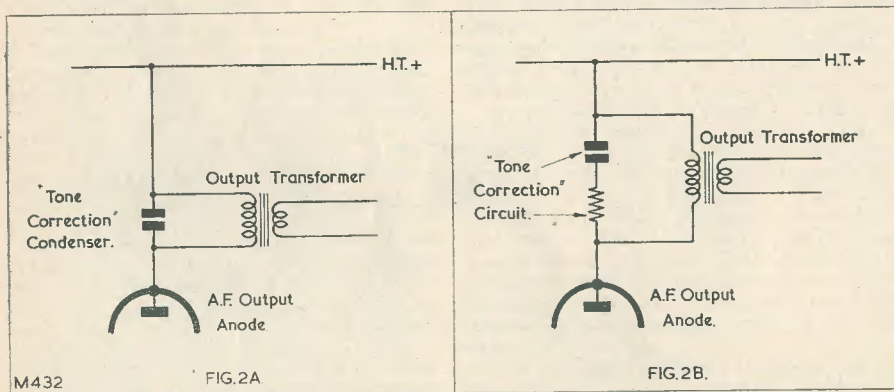 H.T.+
Output Transformer
"Tone
Correction"
Condenser.
A.F. Output
Anode.
M432
FIG.2A.
H.T.+
Output Transformer
"Tone
Correction"
Circuit.
A.F. Output
Anode.
FIG.2B.